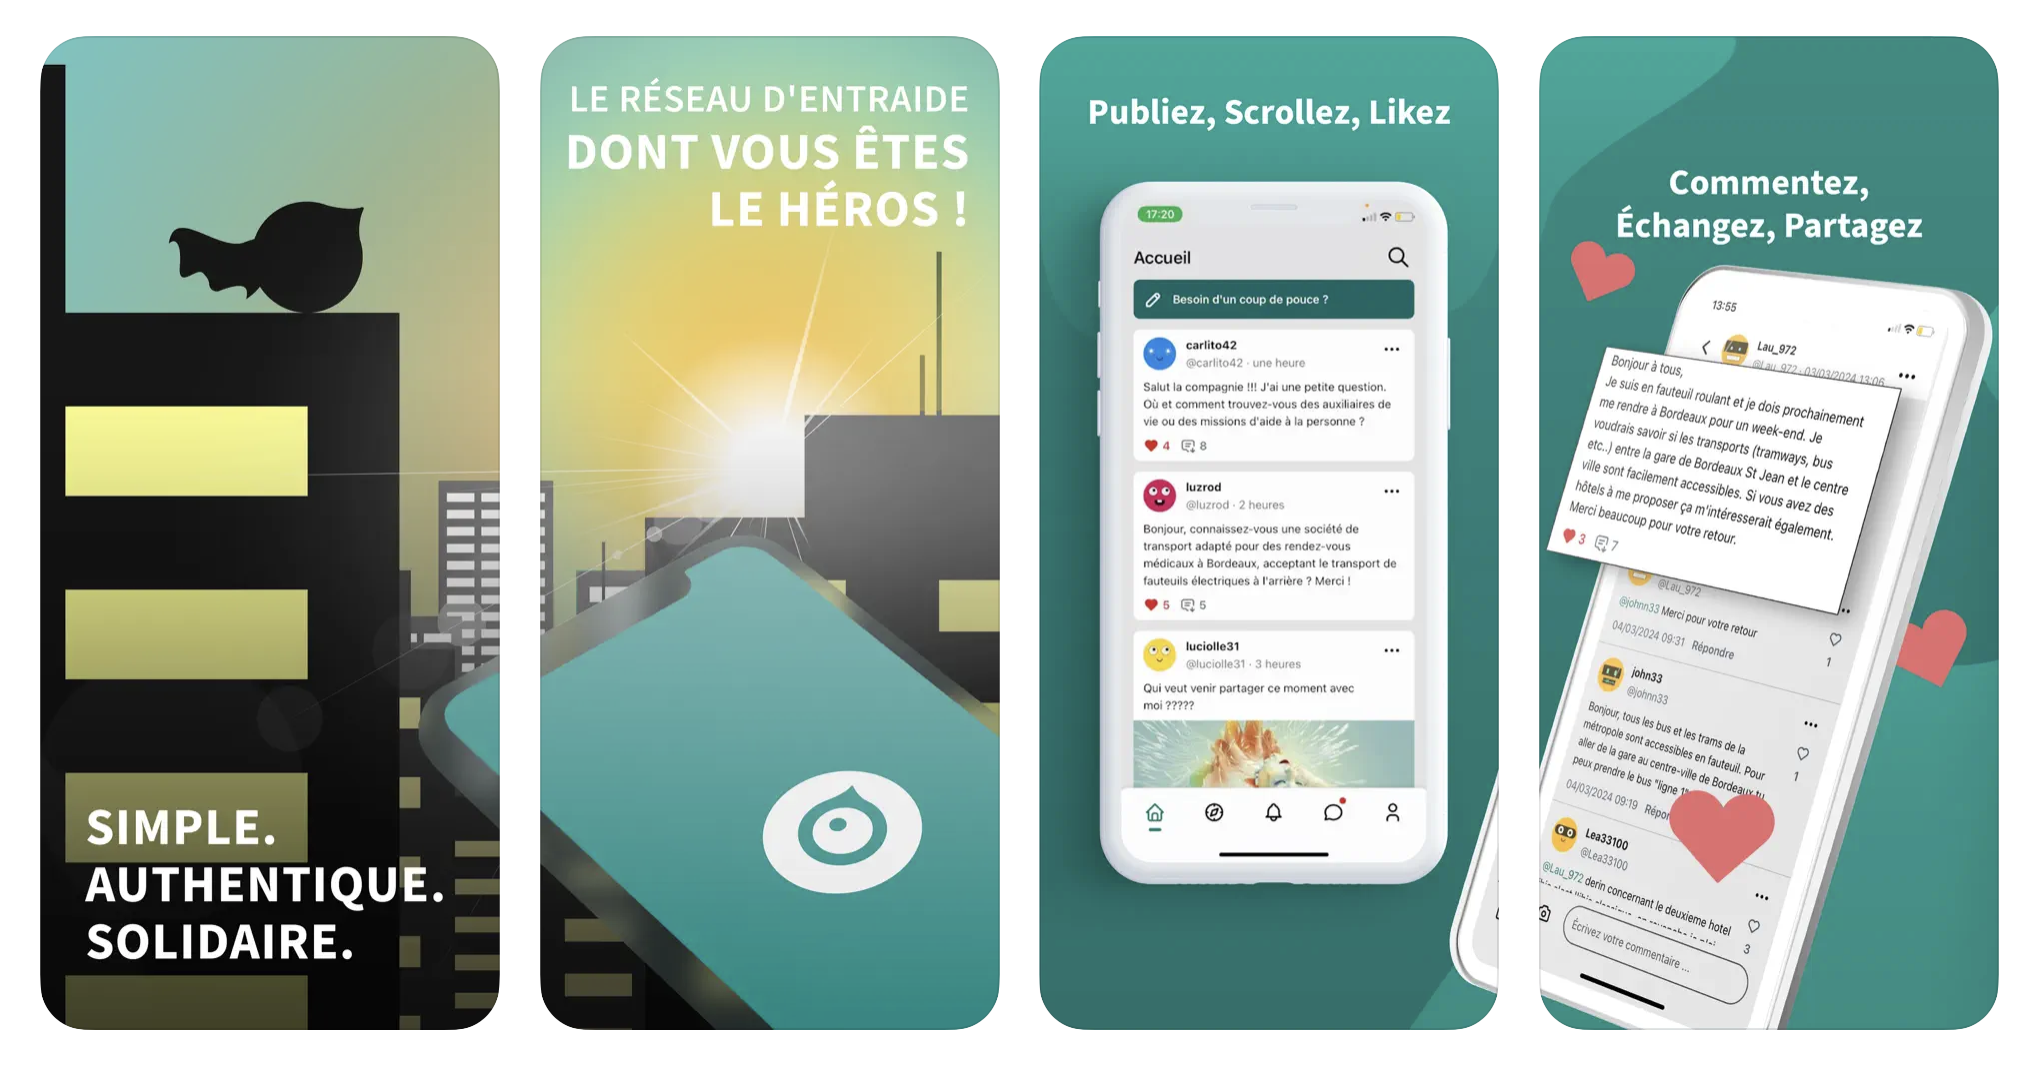 SIMPLE.
AUTHENTIQUE.
SOLIDAIRE.
LE RÉSEAU D'ENTRAIDE
DONT VOUS ÊTES
LE HÉROS !
Publiez, Scrollez, Likez
17:20
Accueil
Besoin d'un coup de pouce ?
carlito42
@carlito42 · une heure
Salut la compagnie !!! J'ai une petite question.
Où et comment trouvez-vous des auxiliaires de
vie ou des missions d'aide à la personne ?
4 8
luzrod
@luzrod · 2 heures
Bonjour, connaissez-vous une société de
transport adapté pour des rendez-vous
médicaux à Bordeaux, acceptant le transport de
fauteuils électriques à l'arrière ? Merci !
5 5
luciolle31
@luciolle31 · 3 heures
Qui veut venir partager ce moment avec
moi ?????
Commentez,
Échangez, Partagez
13:55
Lau_972
@Lau_972 · 03/03/2024 13:06
Bonjour à tous,
Je suis en fauteuil roulant et je dois prochainement
me rendre à Bordeaux pour un week-end. Je
voudrais savoir si les transports (tramways, bus
etc..) entre la gare de Bordeaux St Jean et le centre
ville sont facilement accessibles. Si vous avez des
hôtels à me proposer ça m'intéresserait également.
Merci beaucoup pour votre retour.
3 7
@Lau_972
@johnn33 Merci pour votre retour
04/03/2024 09:31 Répondre
1
john33
@johnn33
Bonjour, tous les bus et les trams de la
métropole sont accessibles en fauteuil. Pour
aller de la gare au centre-ville de Bordeaux tu
peux prendre le bus "ligne 1"
1
04/03/2024 09:19 Répon
Lea33100
@Lea33100
@Lau_972 derin concernant le deuxieme hotel
3
Écrivez votre commentaire ...